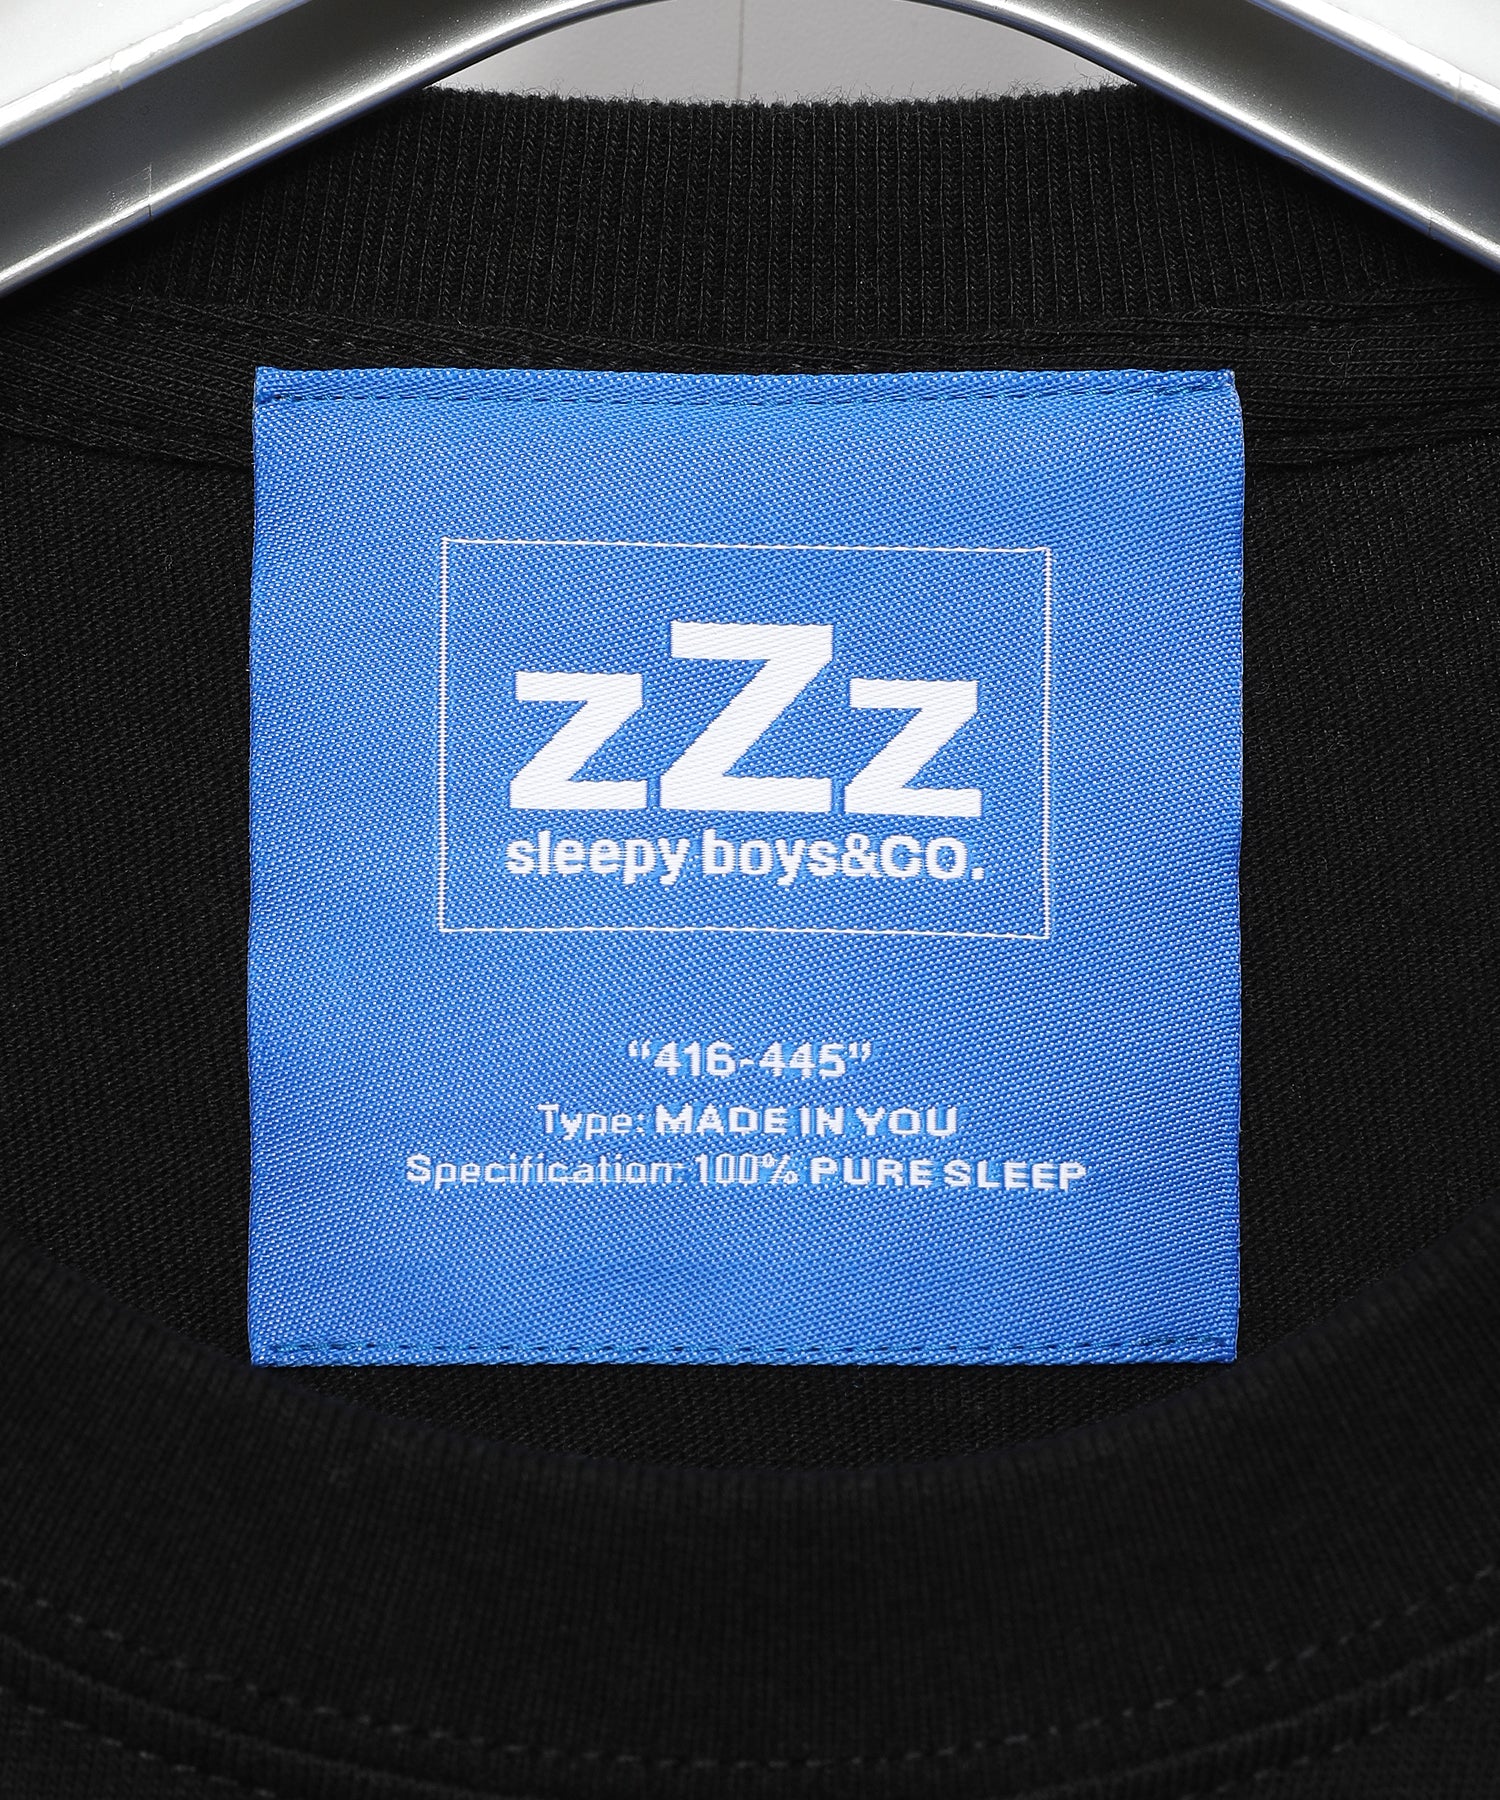 zZz
sleepy boys&CO.
“416-445”
Type: MADE IN YOU
Specification: 100% PURE SLEEP